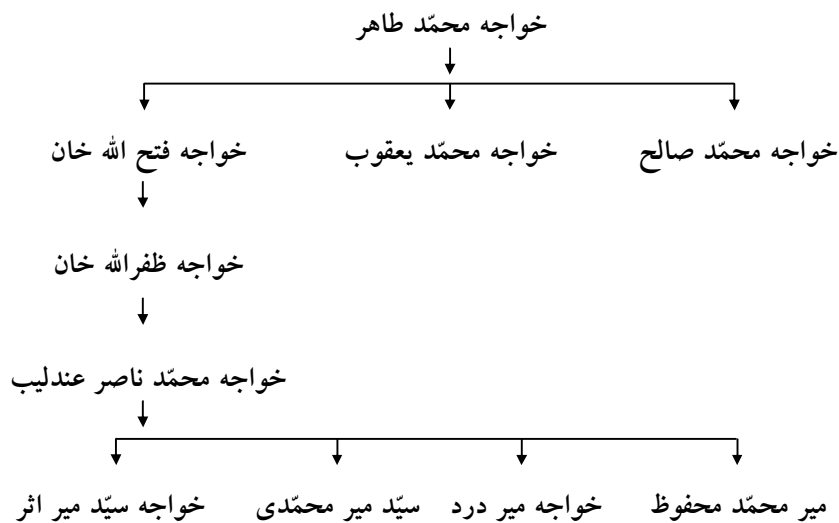 خواجه محمّد طاهر
خواجه محمّد صالح خواجه محمّد یعقوب خواجه فتح الله خان
خواجه ظفرالله خان
خواجه محمّد ناصر عندلیب
میر محمّد محفوظ خواجه میر درد سیّد میر محمّدی خواجه سیّد میر اثر